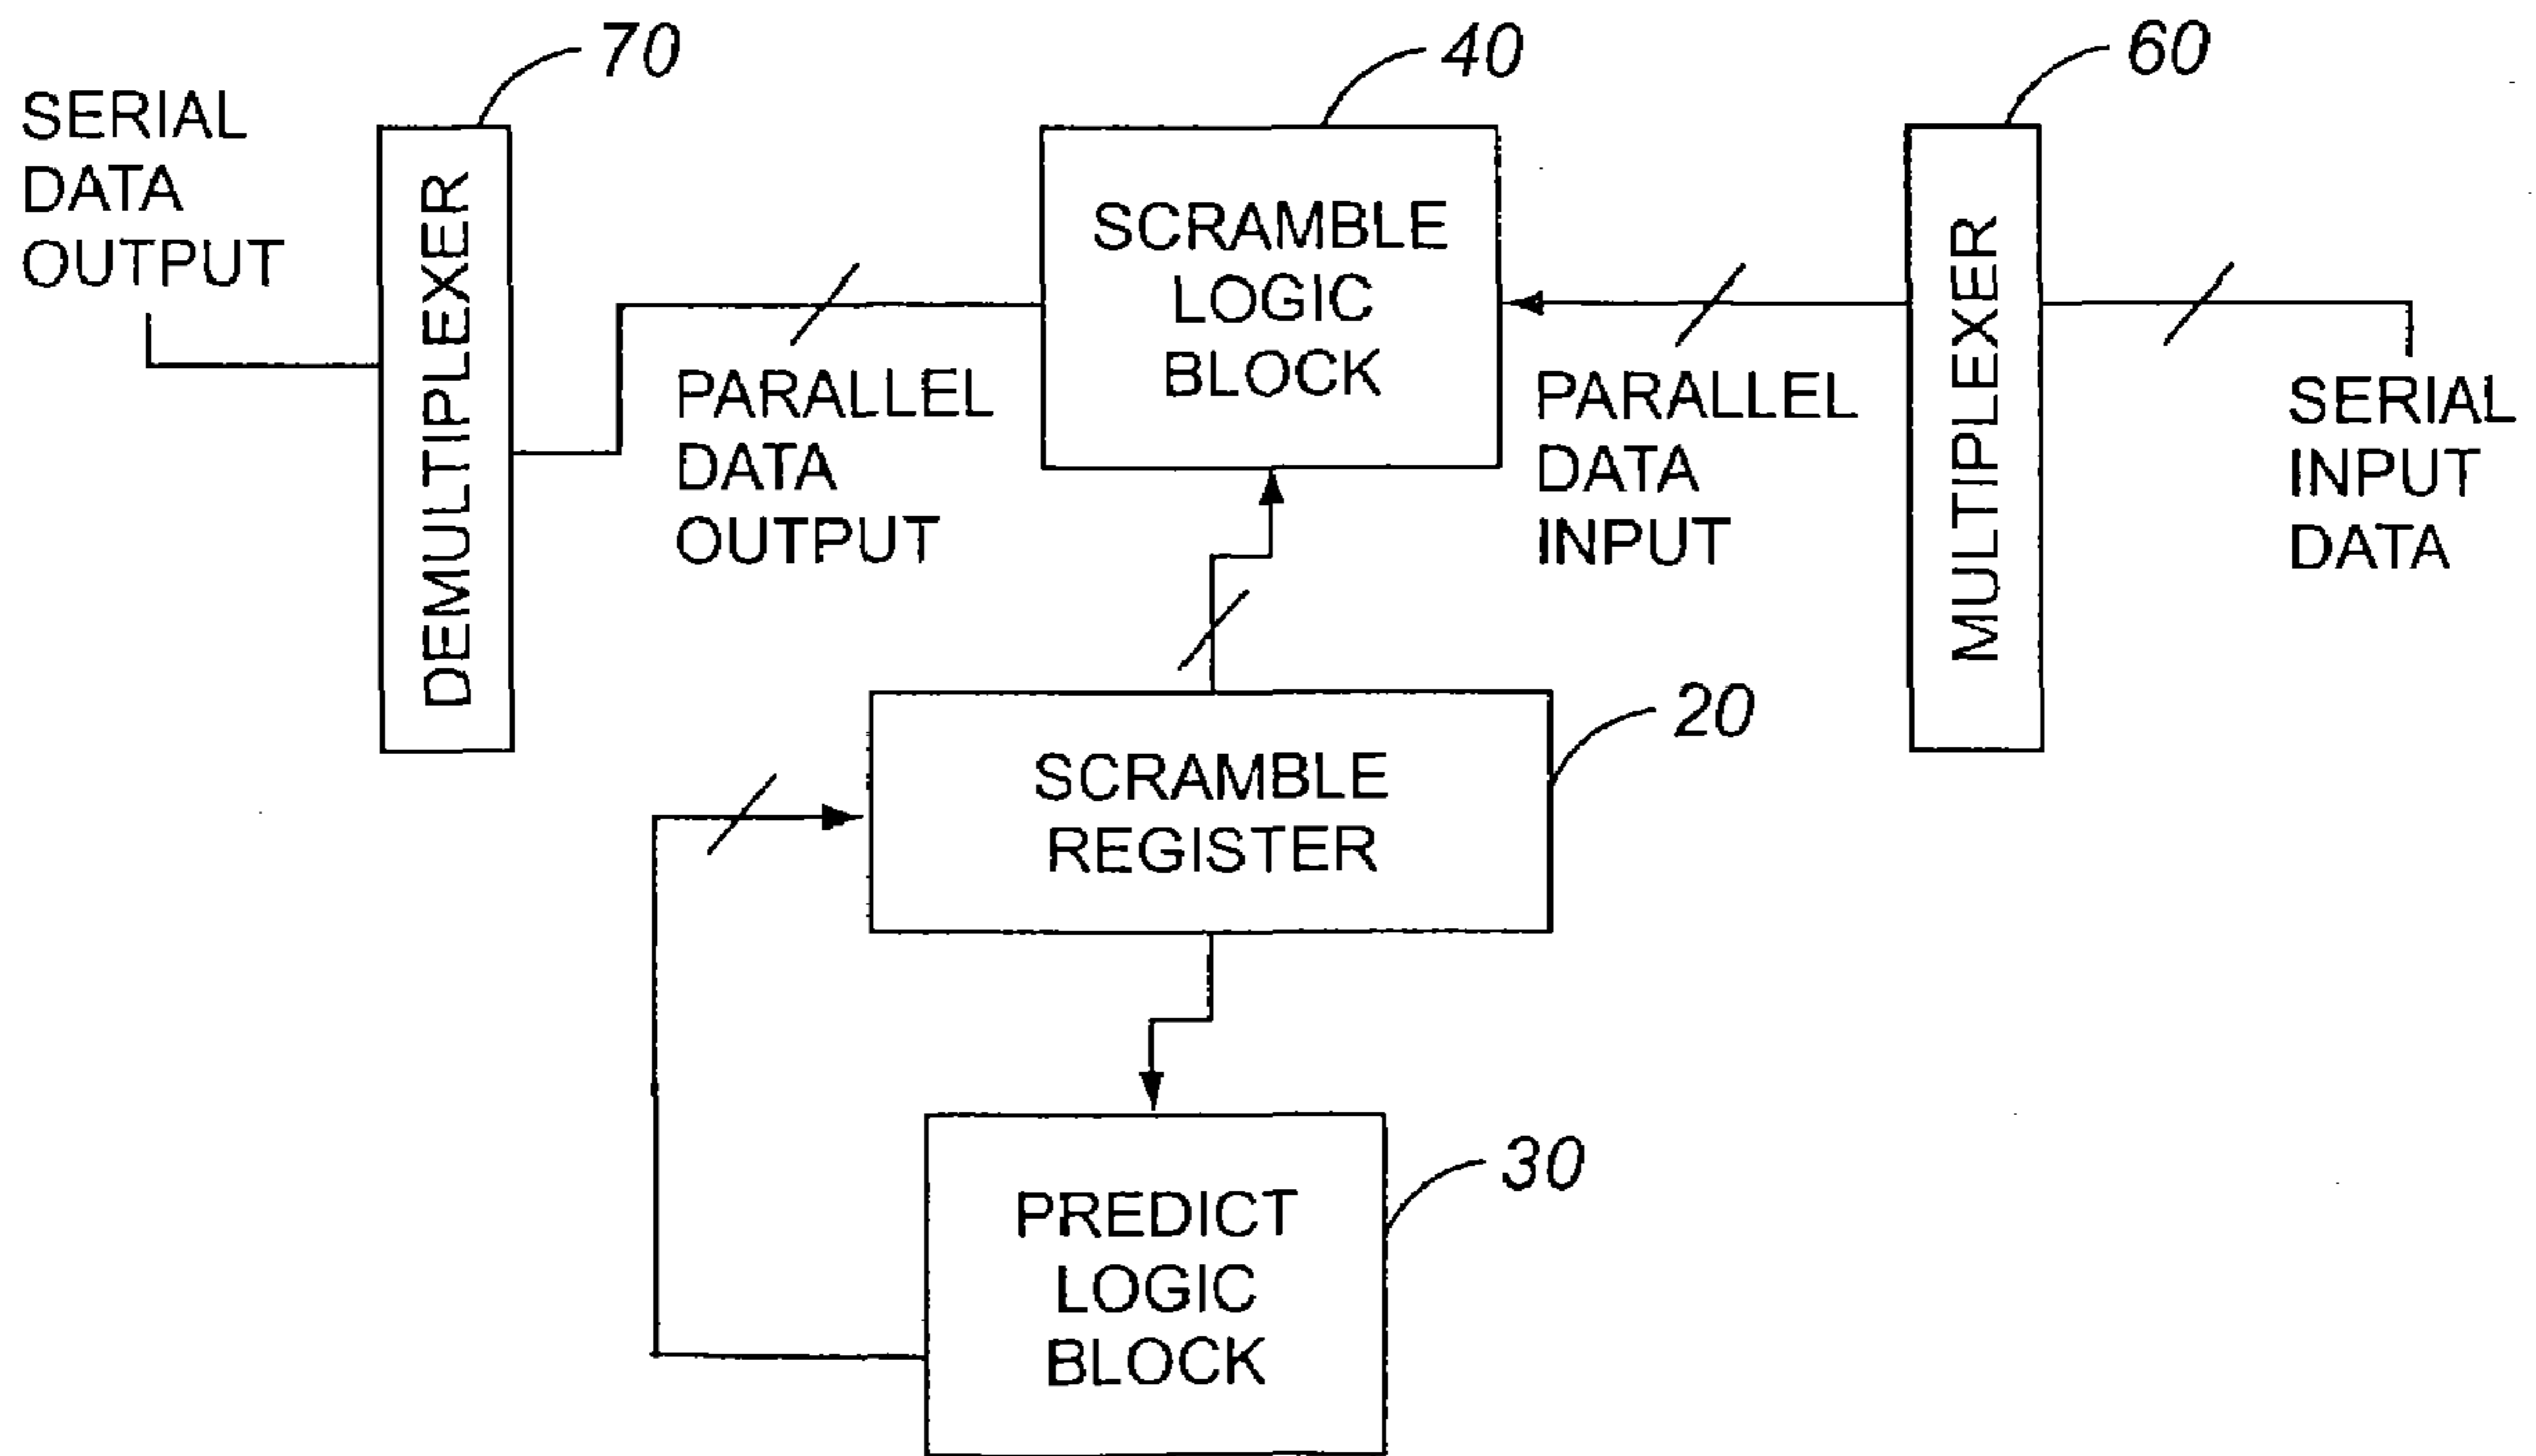 70
40
60
SERIAL
DATA
OUTPUT
DEMULTIPLEXER
PARALLEL
DATA
OUTPUT
SCRAMBLE
LOGIC
BLOCK
PARALLEL
DATA
INPUT
MULTIPLEXER
SERIAL
INPUT
DATA
20
SCRAMBLE
REGISTER
30
PREDICT
LOGIC
BLOCK